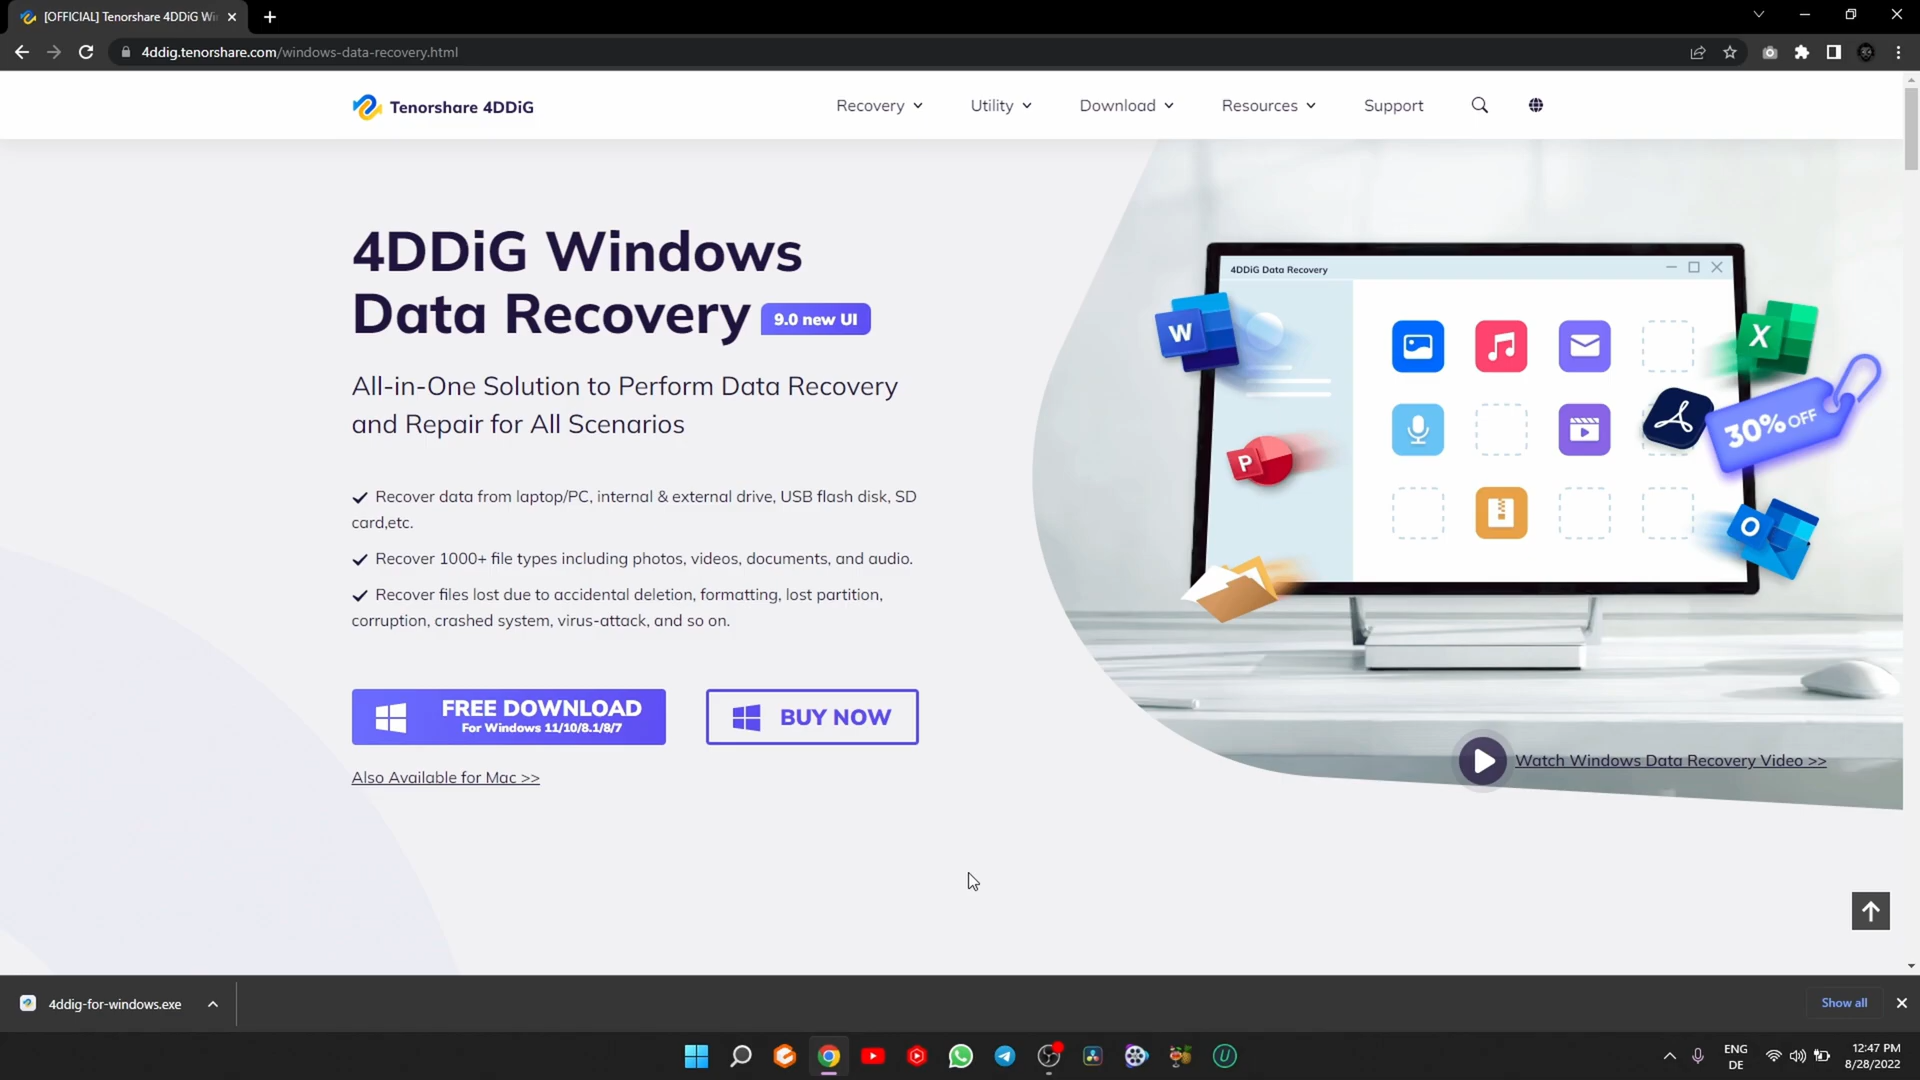 [OFFICIAL] Tenorshare 4DDiG Wi
4ddig.tenorshare.com/windows-data-recovery.html
Tenorshare 4DDiG
Recovery
Utility
Download
Resources
Support
4DDiG Windows
Data Recovery
9.0 new UI
All-in-One Solution to Perform Data Recovery
and Repair for All Scenarios
Recover data from laptop/PC, internal & external drive, USB flash disk, SD
card,etc.
Recover 1000+ file types including photos, videos, documents, and audio.
Recover files lost due to accidental deletion, formatting, lost partition,
corruption, crashed system, virus-attack, and so on.
FREE DOWNLOAD
For Windows 11/10/8.1/8/7
BUY NOW
Also Available for Mac >>
4DDiG Data Recovery
W
X
30% OFF
P
O
Watch Windows Data Recovery Video >>
4ddig-for-windows.exe
Show all
ENG
DE
12:47 PM
8/28/2022